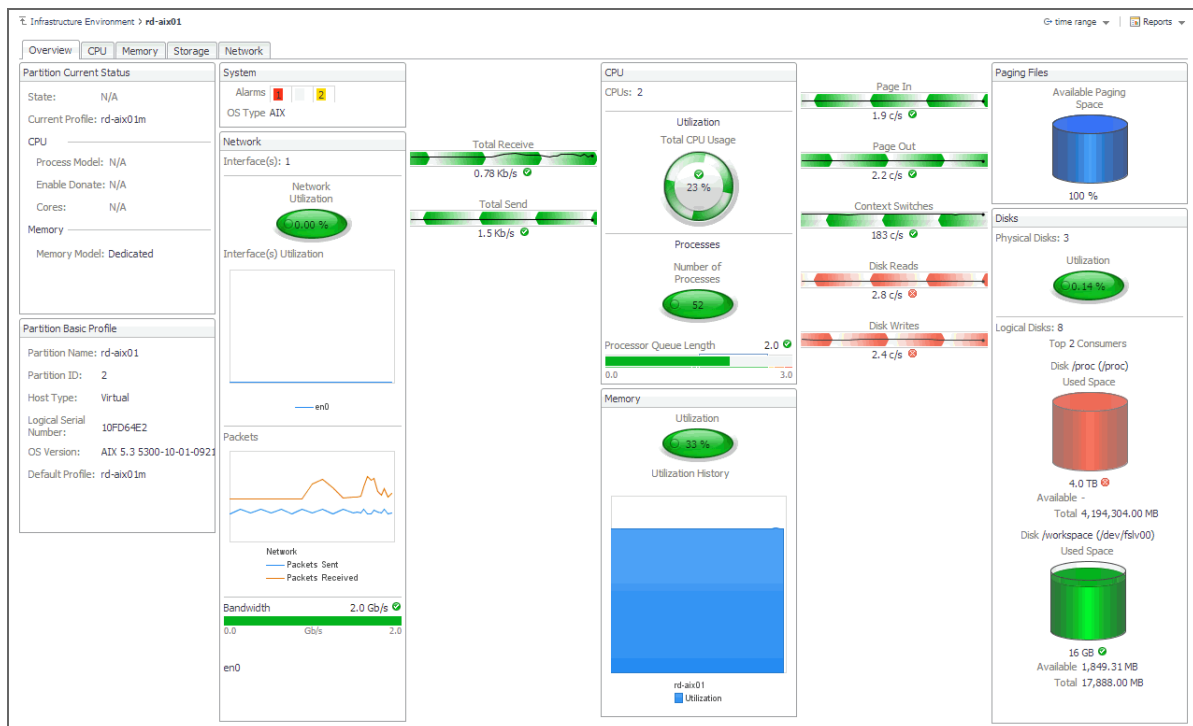 Infrastructure Environment > rd-aix01
time range
Reports
Overview
CPU
Memory
Storage
Network
Partition Current Status
State: N/A
Current Profile: rd-aix01m
CPU
Process Model: N/A
Enable Donate: N/A
Cores: N/A
Memory
Memory Model: Dedicated
Partition Basic Profile
Partition Name: rd-aix01
Partition ID: 2
Host Type: Virtual
Logical Serial
Number: 10FD64E2
OS Version: AIX 5.3 5300-10-01-0921
Default Profile: rd-aix01m
System
Alarms 1 2
OS Type AIX
Network
Interface(s): 1
Network
Utilization
0.00 %
Interface(s) Utilization
en0
Packets
Network
Packets Sent
Packets Received
Bandwidth 2.0 Gb/s
0.0 Gb/s 2.0
en0
Total Receive
0.78 Kb/s
Total Send
1.5 Kb/s
CPU
CPUs: 2
Utilization
Total CPU Usage
23 %
Processes
Number of
Processes
52
Processor Queue Length 2.0
0.0 3.0
Memory
Utilization
33 %
Utilization History
rd-aix01
Utilization
Page In
1.9 c/s
Page Out
2.2 c/s
Context Switches
183 c/s
Disk Reads
2.8 c/s
Disk Writes
2.4 c/s
Paging Files
Available Paging
Space
100 %
Disks
Physical Disks: 3
Utilization
0.14 %
Logical Disks: 8
Top 2 Consumers
Disk /proc (/proc)
Used Space
4.0 TB
Available -
Total 4,194,304.00 MB
Disk /workspace (/dev/fslv00)
Used Space
16 GB
Available 1,849.31 MB
Total 17,888.00 MB